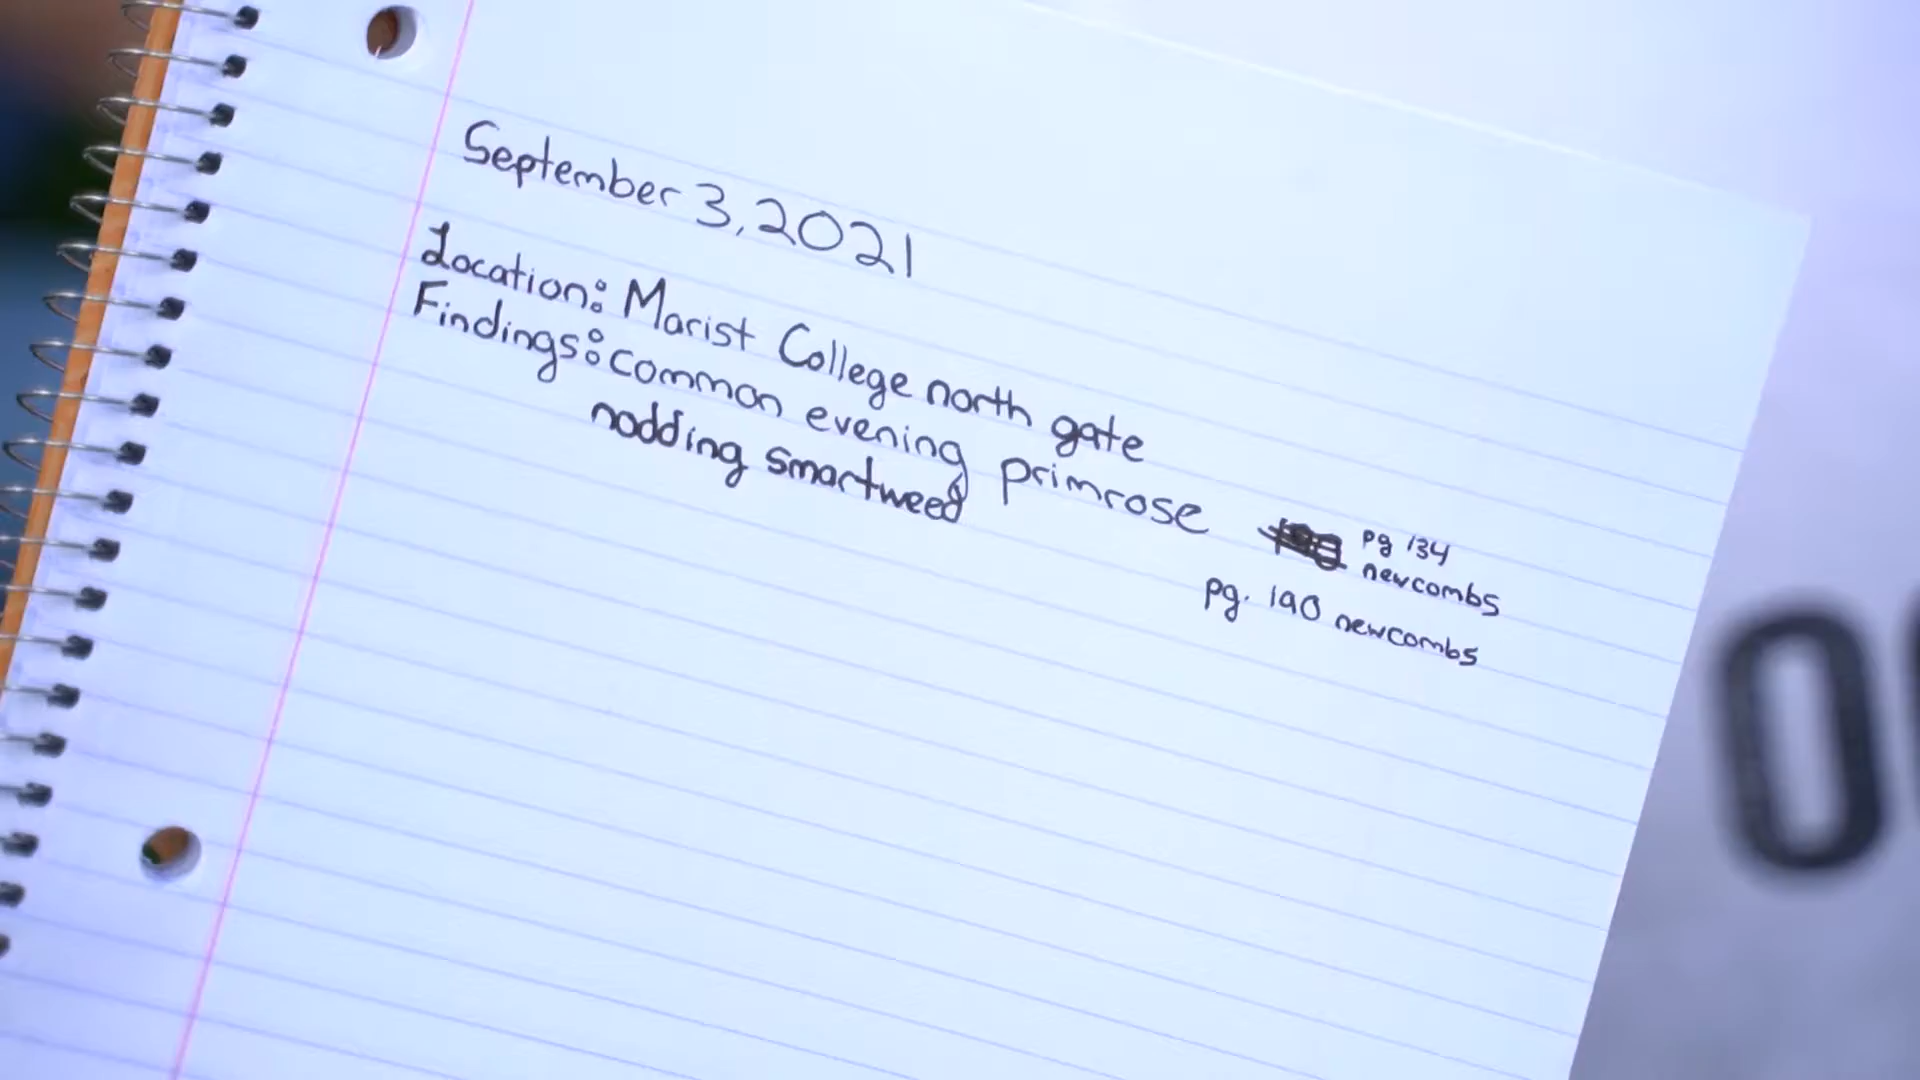 September 3, 2021
Location: Marist College north gate
Findings: common evening primrose pg 134
newcombs
nodding smartweed pg. 190 newcombs